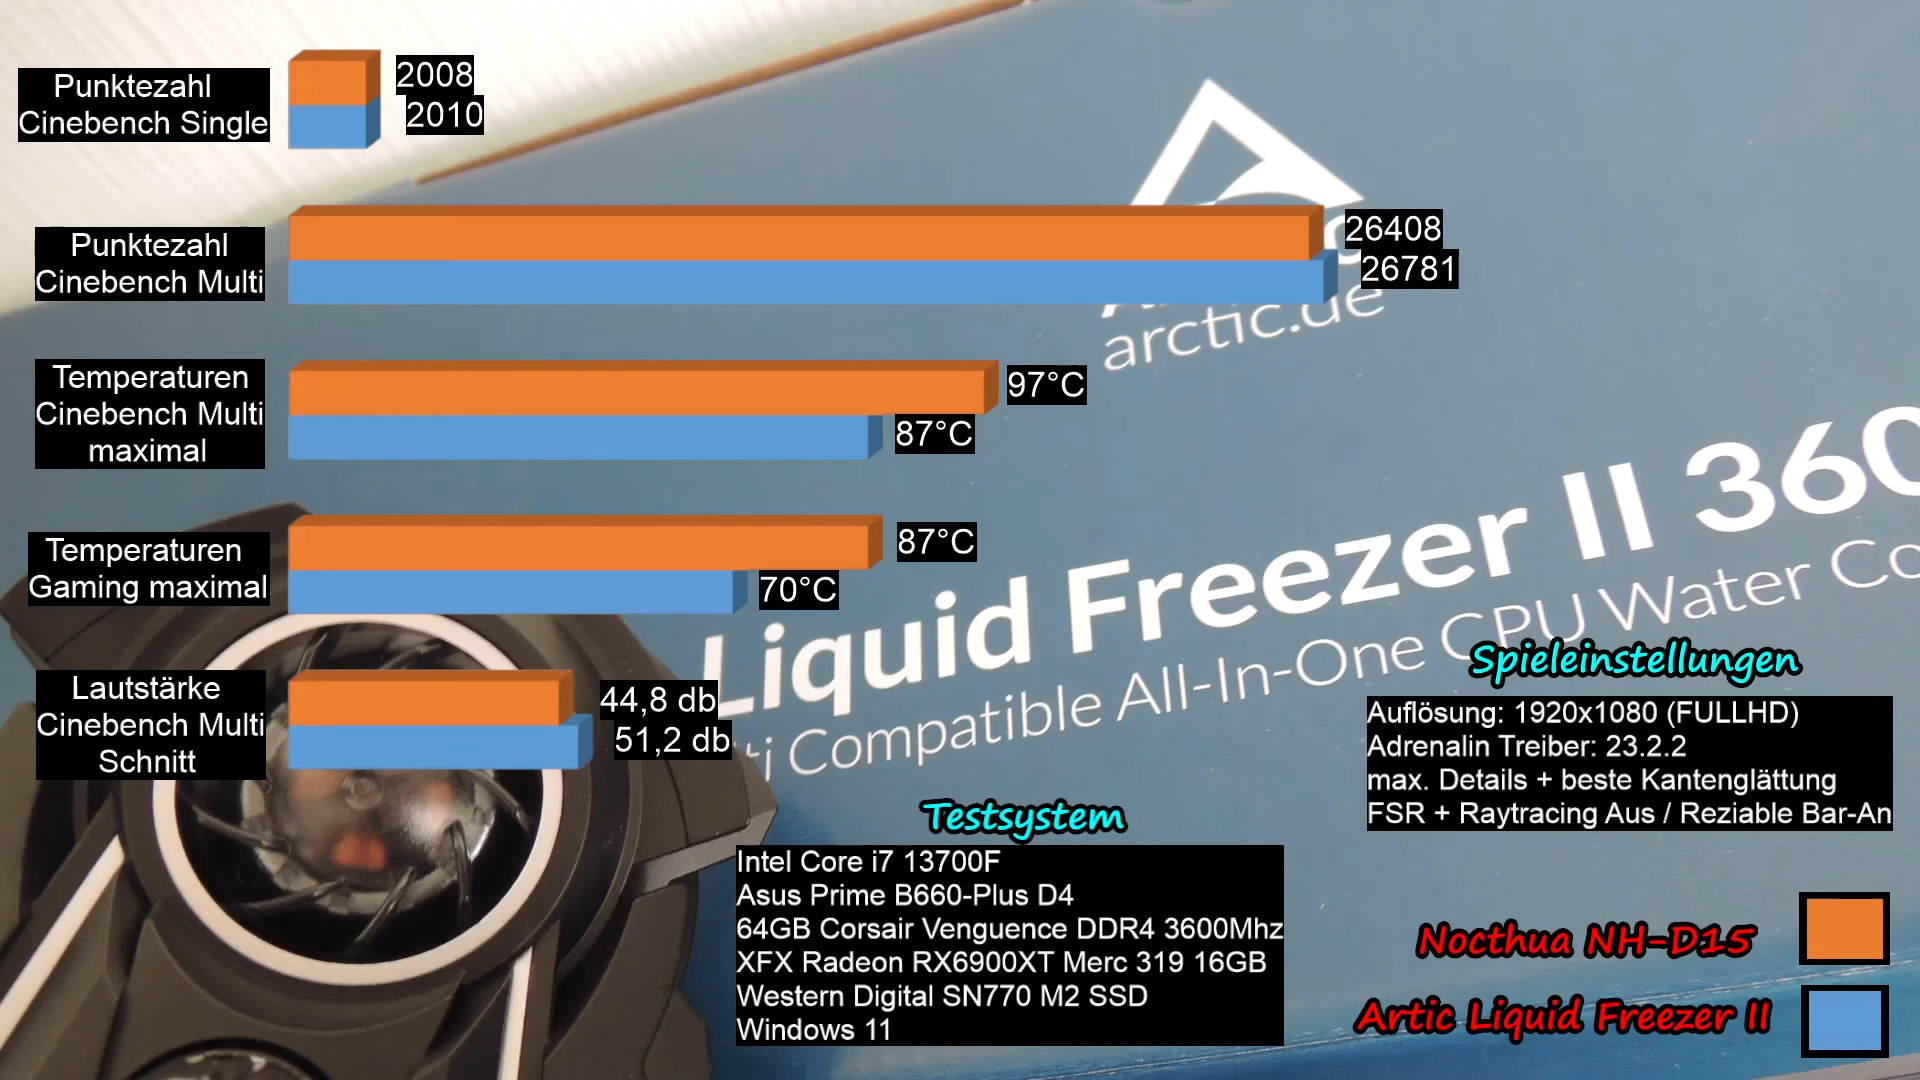 Punktezahl
Cinebench Single
2008
2010
Punktezahl
Cinebench Multi
26408
26781
arctic.de
Temperaturen
Cinebench Multi
maximal
97°C
87°C
Temperaturen
Gaming maximal
87°C
70°C
Liquid Freezer II 360
Compatible All-In-One CPU Water
Lautstärke
Cinebench Multi
Schnitt
44,8 db
51,2 db
Spieleinstellungen
Auflösung: 1920x1080 (FULLHD)
Adrenalin Treiber: 23.2.2
max. Details + beste Kantenglättung
FSR + Raytracing Aus / Reziable Bar-An
Testsystem
Intel Core i7 13700F
Asus Prime B660-Plus D4
64GB Corsair Venguence DDR4 3600Mhz
XFX Radeon RX6900XT Merc 319 16GB
Western Digital SN770 M2 SSD
Windows 11
Nocthua NH-D15
Artic Liquid Freezer II